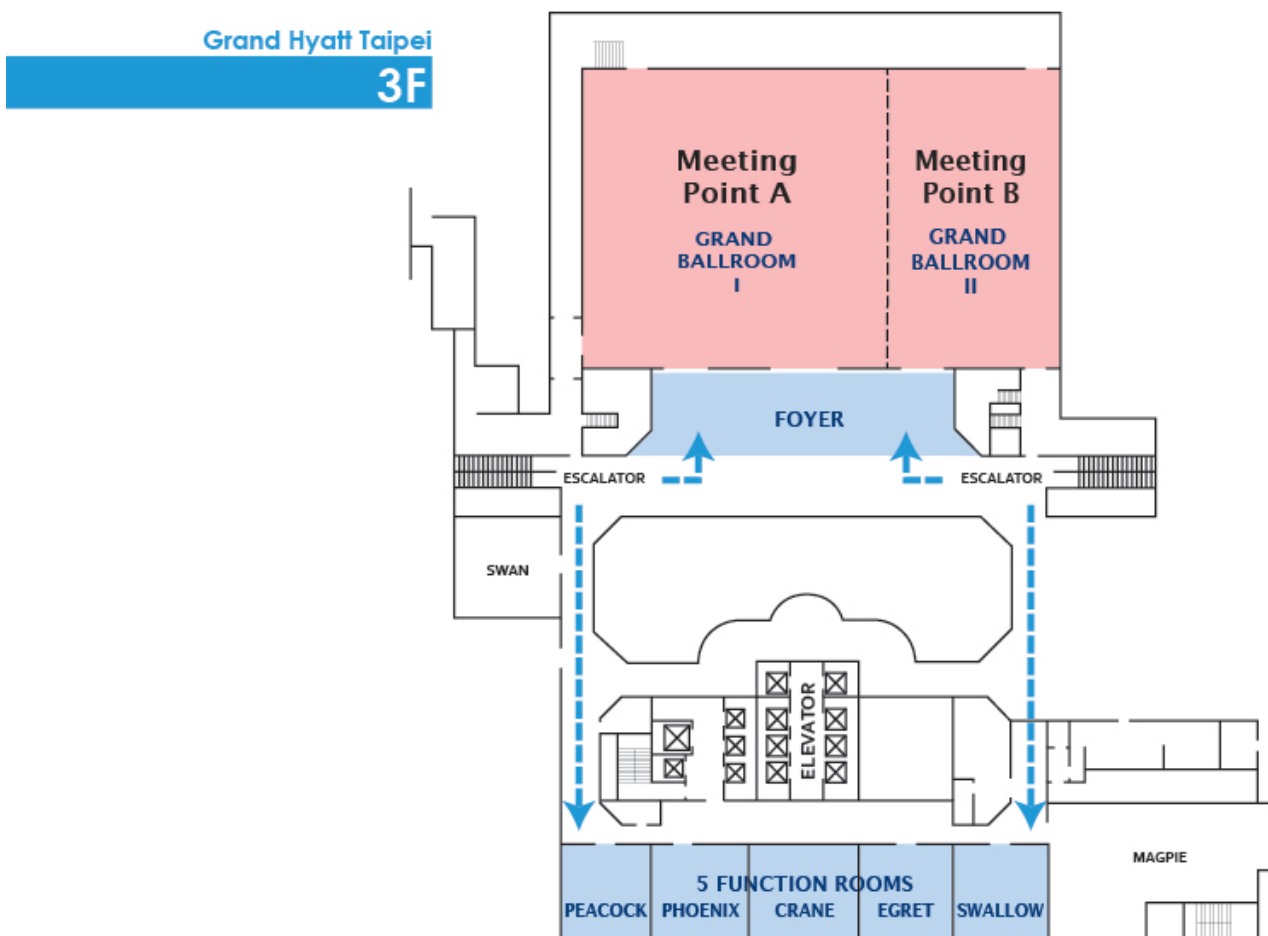 Grand Hyatt Taipei
3F
Meeting
Point A
GRAND
BALLROOM
I
Meeting
Point B
GRAND
BALLROOM
II
FOYER
ESCALATOR
ESCALATOR
SWAN
ELEVATOR
MAGPIE
5 FUNCTION ROOMS
PEACOCK
PHOENIX
CRANE
EGRET
SWALLOW